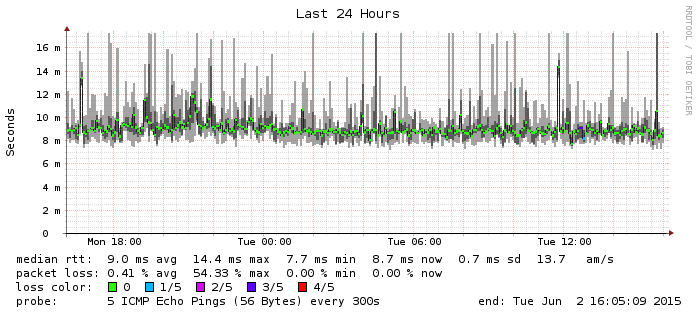 Last 24 Hours
RRDTOOL / TOBI OETIKER
Seconds
16 m
14 m
12 m
10 m
8 m
6 m
4 m
2 m
0
Mon 18:00 Tue 00:00 Tue 06:00 Tue 12:00
median rtt: 9.0 ms avg 14.4 ms max 7.7 ms min 8.7 ms now 0.7 ms sd 13.7 am/s
packet loss: 0.41 % avg 54.33 % max 0.00 % min 0.00 % now
loss color: 0 1/5 2/5 3/5 4/5
probe: 5 ICMP Echo Pings (56 Bytes) every 300s end: Tue Jun 2 16:05:09 2015